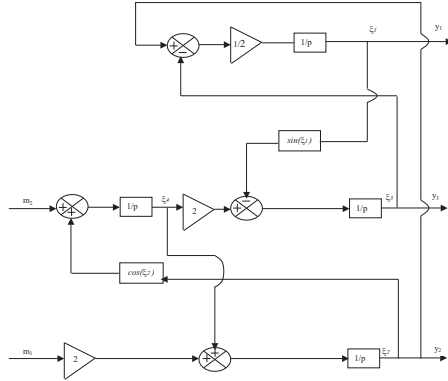 ξ₁ y₁
+ − 1/2 1/p
sin(ξ₁)
m₂ ξ₄ − ξ₃ y₃
+ + 1/p 2 + 1/p
cos(ξ₂)
m₁ ξ₂ y₂
2 + + 1/p